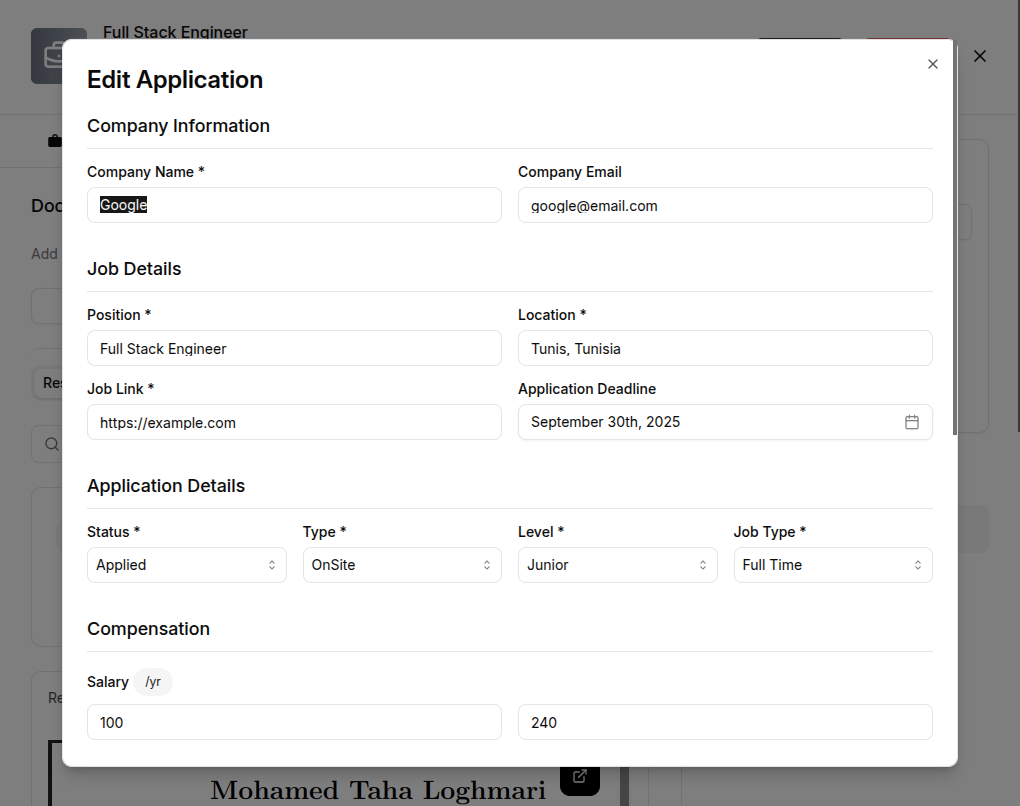 Full Stack Engineer
Edit Application
Company Information
Company Name *
Company Email
Google
google@email.com
Doc
Job Details
Add
Position *
Location *
Full Stack Engineer
Tunis, Tunisia
Job Link *
Application Deadline
Res
https://example.com
September 30th, 2025
Application Details
Status *
Type *
Level *
Job Type *
Applied
OnSite
Junior
Full Time
Compensation
Salary /yr
Re
100
240
Mohamed Taha Loghmari